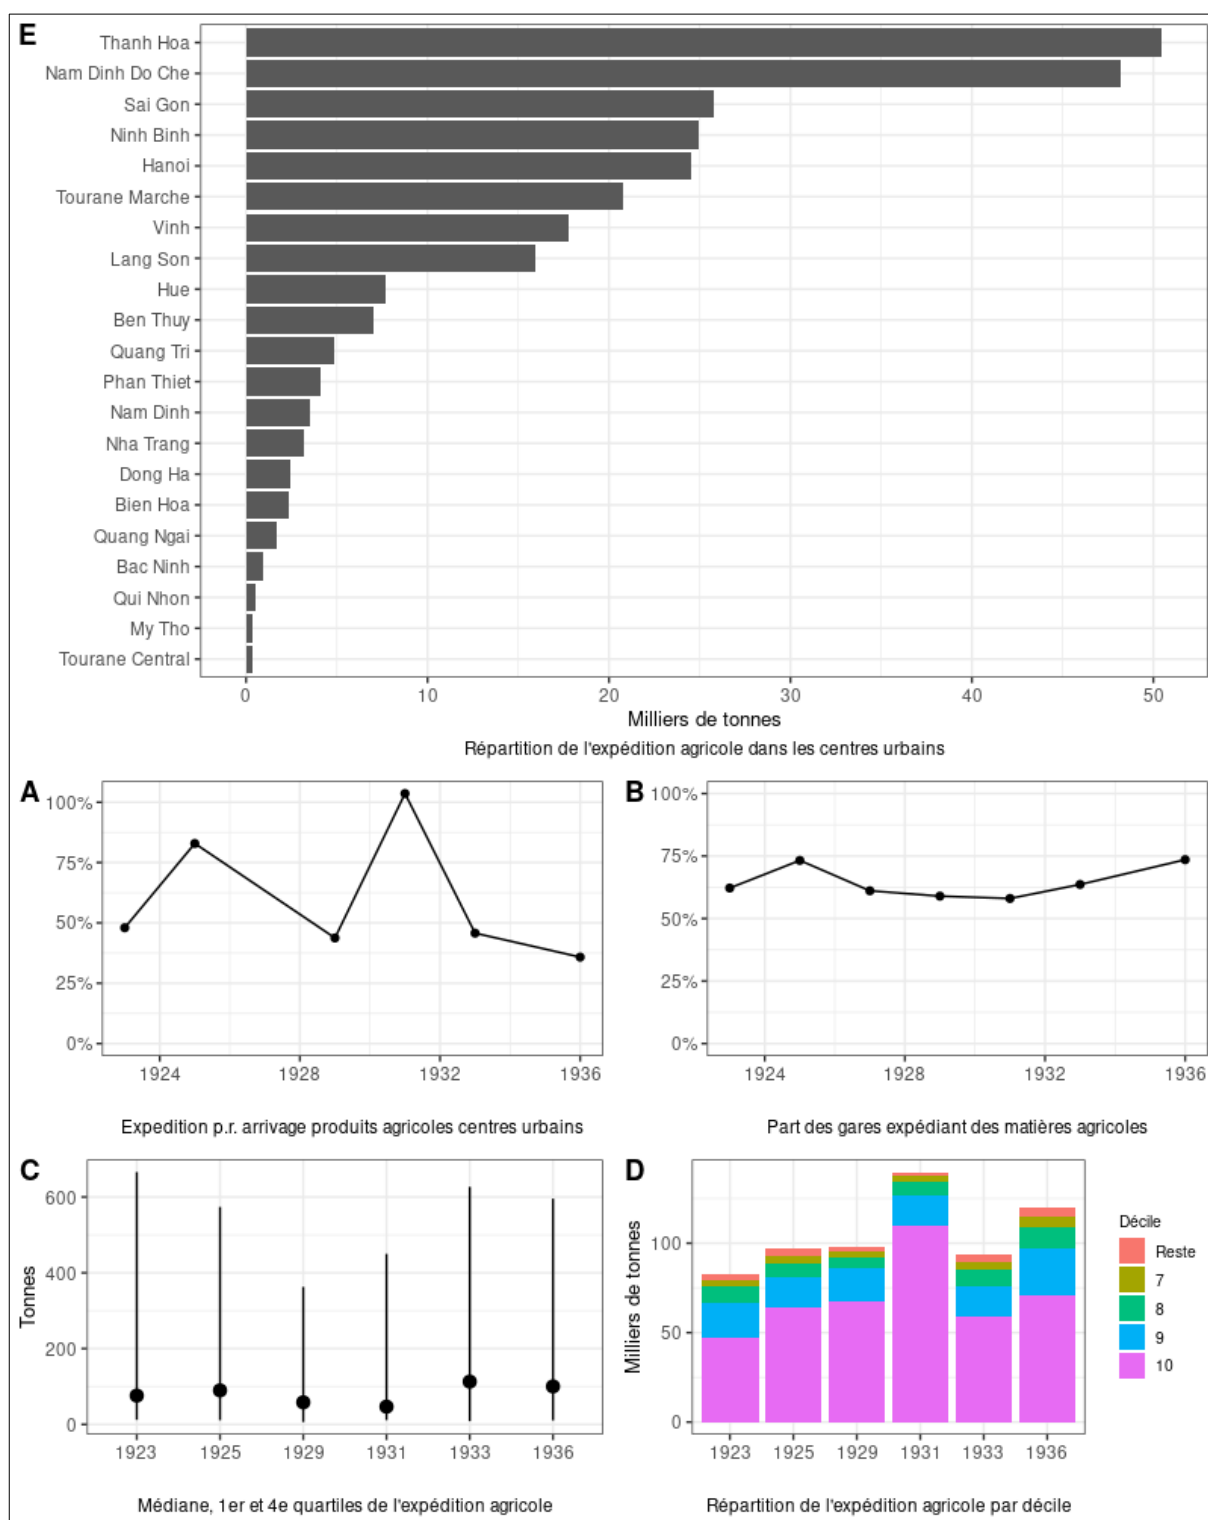 E
Thanh Hoa
Nam Dinh Do Che
Sai Gon
Ninh Binh
Hanoi
Tourane Marche
Vinh
Lang Son
Hue
Ben Thuy
Quang Tri
Phan Thiet
Nam Dinh
Nha Trang
Dong Ha
Bien Hoa
Quang Ngai
Bac Ninh
Qui Nhon
My Tho
Tourane Central
0 10 20 30 40 50
Milliers de tonnes
Répartition de l'expédition agricole dans les centres urbains
A
100%
75%
50%
25%
0%
1924 1928 1932 1936
Expedition p.r. arrivage produits agricoles centres urbains
B
100%
75%
50%
25%
0%
1924 1928 1932 1936
Part des gares expédiant des matières agricoles
C
Tonnes
600
400
200
0
1923 1925 1929 1931 1933 1936
Médiane, 1er et 4e quartiles de l'expédition agricole
D
Milliers de tonnes
100
50
0
1923 1925 1929 1931 1933 1936
Décile
Reste
7
8
9
10
Répartition de l'expédition agricole par décile